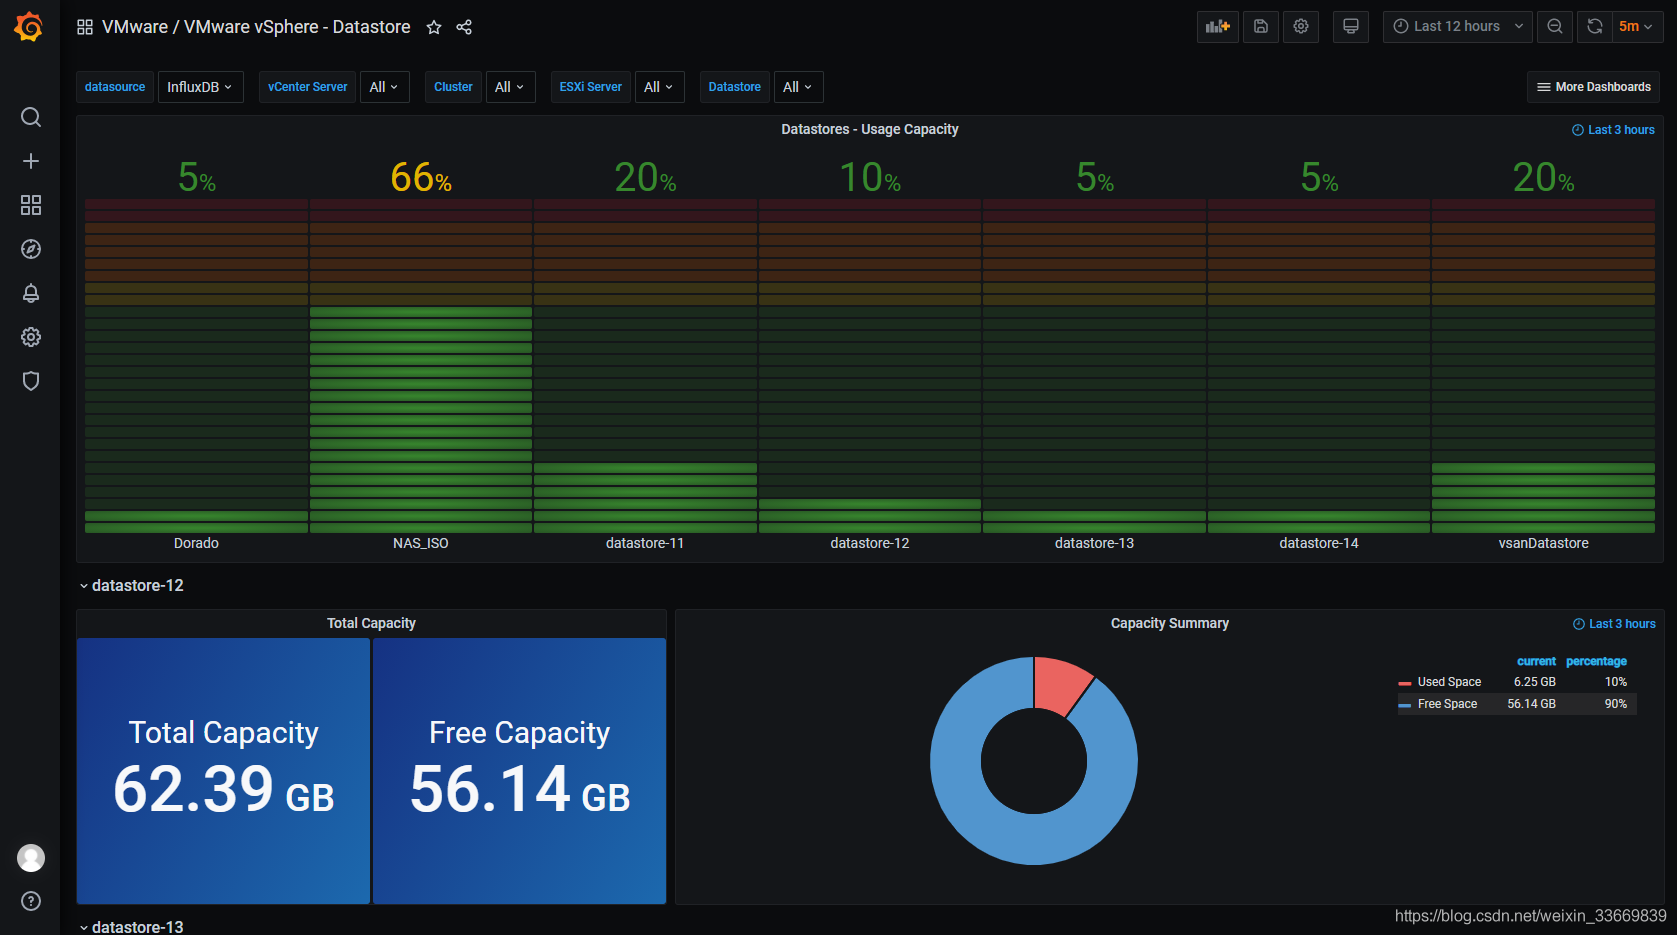 VMware / VMware vSphere - Datastore
Last 12 hours
5m
datasource InfluxDB vCenter Server All Cluster All ESXi Server All Datastore All More Dashboards
Datastores - Usage Capacity Last 3 hours
5% 66% 20% 10% 5% 5% 20%
Dorado NAS_ISO datastore-11 datastore-12 datastore-13 datastore-14 vsanDatastore
datastore-12
Total Capacity
Total Capacity
62.39 GB
Free Capacity
56.14 GB
Capacity Summary Last 3 hours
current percentage
Used Space 6.25 GB 10%
Free Space 56.14 GB 90%
datastore-13
https://blog.csdn.net/weixin_33669839